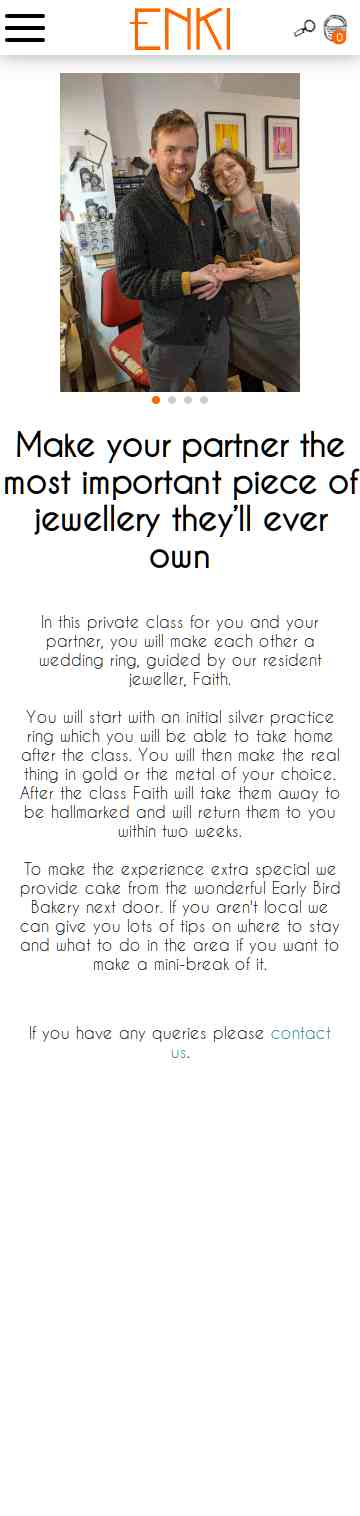 ENKI
0
Make your partner the
most important piece of
jewellery they’ll ever
own
In this private class for you and your
partner, you will make each other a
wedding ring, guided by our resident
jeweller, Faith.
You will start with an initial silver practice
ring which you will be able to take home
after the class. You will then make the real
thing in gold or the metal of your choice.
After the class Faith will take them away to
be hallmarked and will return them to you
within two weeks.
To make the experience extra special we
provide cake from the wonderful Early Bird
Bakery next door. If you aren't local we
can give you lots of tips on where to stay
and what to do in the area if you want to
make a mini-break of it.
If you have any queries please contact
us.